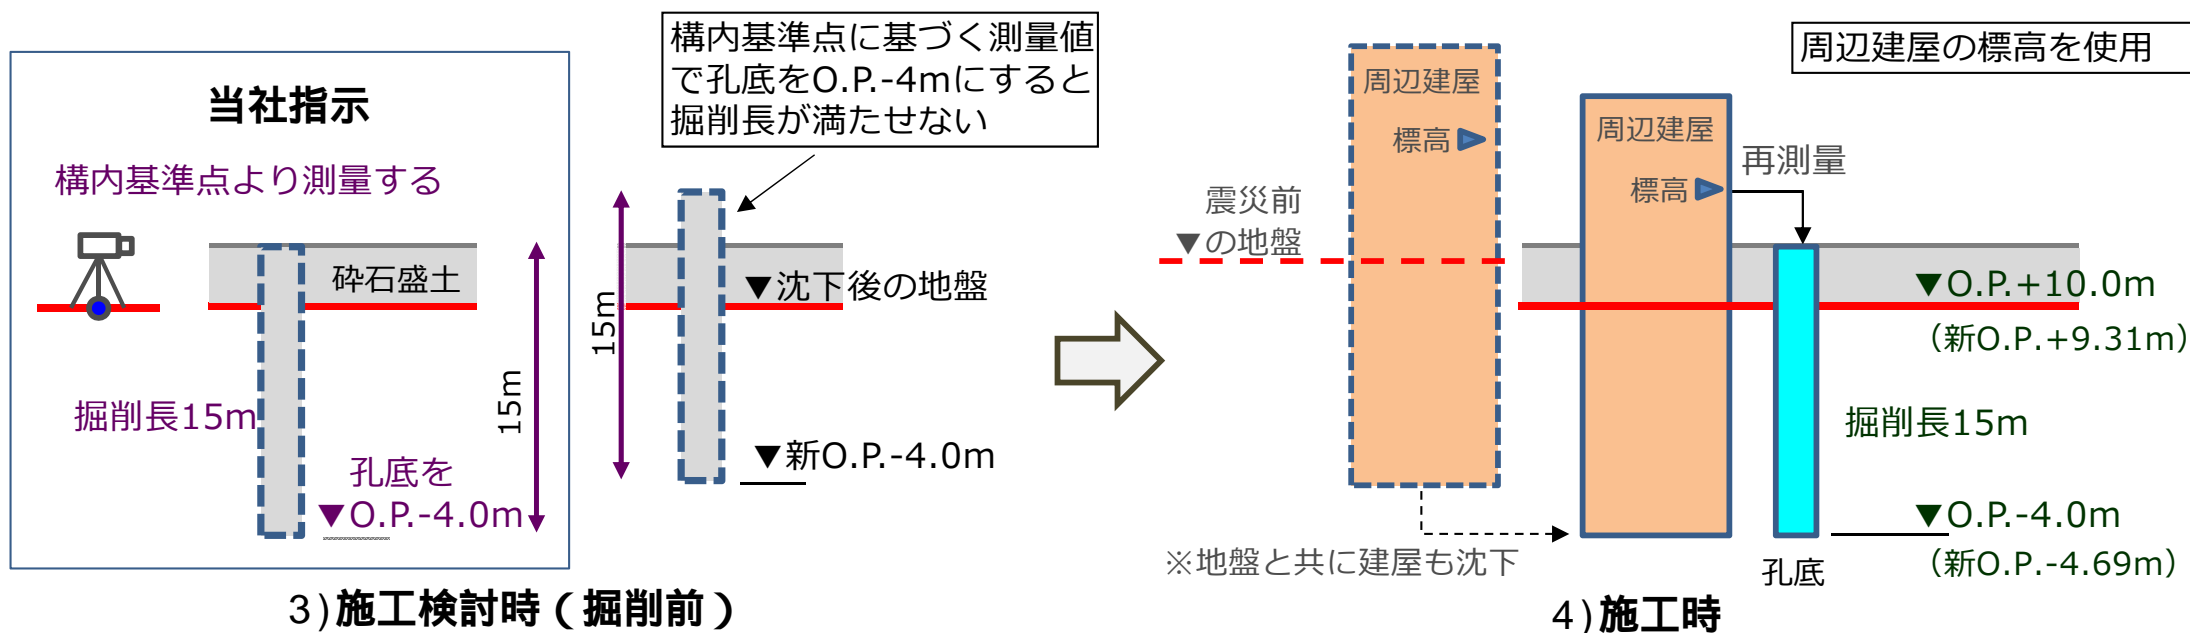 当社指示
構内基準点より測量する
砕石盛土
15m
掘削長15m
孔底を
▼O.P.-4.0m
構内基準点に基づく測量値
で孔底をO.P.-4mにすると
掘削長が満たせない
▼沈下後の地盤
15m
▼新O.P.-4.0m
3)施工検討時(掘削前)
周辺建屋の標高を使用
周辺建屋
標高
周辺建屋
標高
再測量
震災前
▼の地盤
▼O.P.+10.0m
(新O.P.+9.31m)
掘削長15m
▼O.P.-4.0m
(新O.P.-4.69m)
孔底
※地盤と共に建屋も沈下
4)施工時